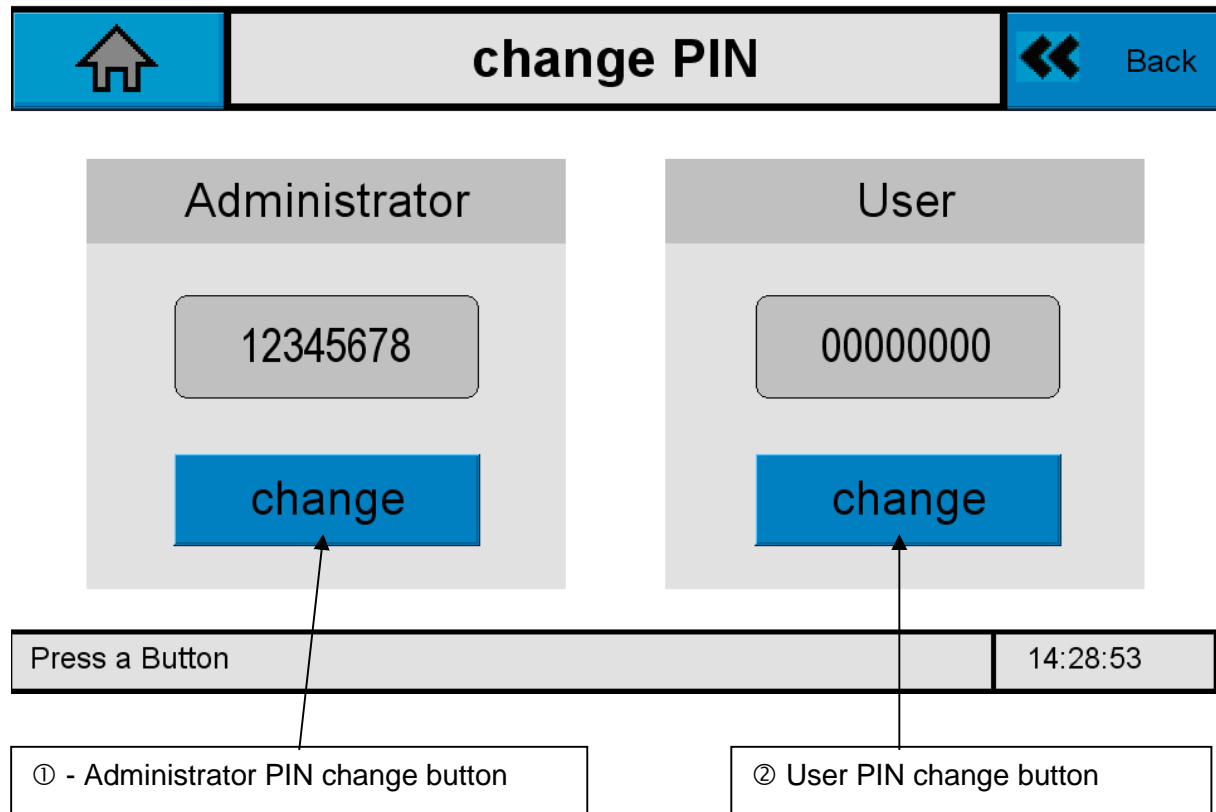 change PIN
Back
Administrator
User
12345678
00000000
change
change
Press a Button
14:28:53
① - Administrator PIN change button
② User PIN change button